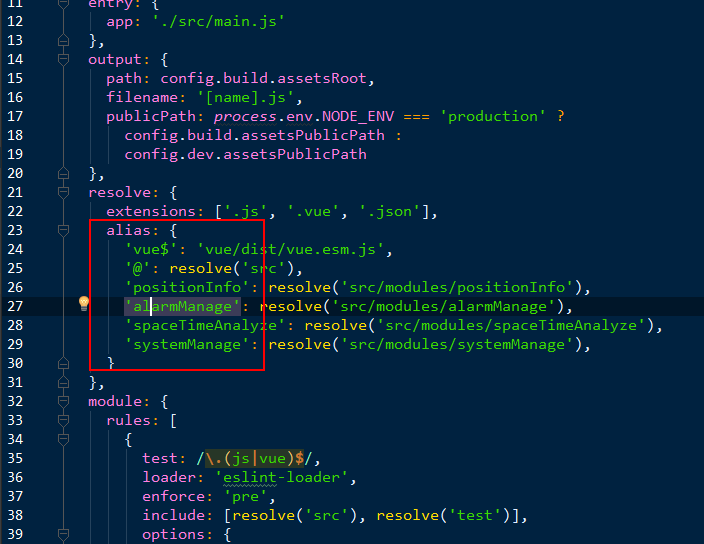 11 entry: {
12 app: './src/main.js'
13 },
14 output: {
15 path: config.build.assetsRoot,
16 filename: '[name].js',
17 publicPath: process.env.NODE_ENV === 'production' ?
18 config.build.assetsPublicPath :
19 config.dev.assetsPublicPath
20 },
21 resolve: {
22 extensions: ['.js', '.vue', '.json'],
23 alias: {
24 'vue$': 'vue/dist/vue.esm.js',
25 '@': resolve('src'),
26 'positionInfo': resolve('src/modules/positionInfo'),
27 'alarmManage': resolve('src/modules/alarmManage'),
28 'spaceTimeAnalyze': resolve('src/modules/spaceTimeAnalyze'),
29 'systemManage': resolve('src/modules/systemManage'),
30 }
31 },
32 module: {
33 rules: [
34 {
35 test: /\.(js|vue)$/,
36 loader: 'eslint-loader',
37 enforce: 'pre',
38 include: [resolve('src'), resolve('test')],
39 options: {